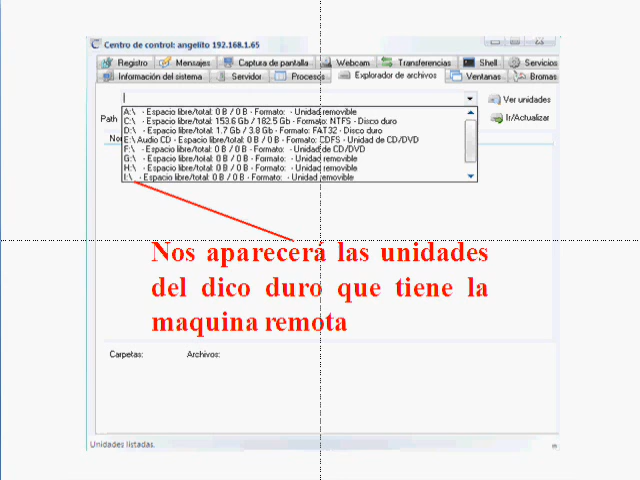 Centro de control: angelito 192.168.1.65
Registro Mensajes Captura de pantalla Webcam Transferencias Shell Servicios
Información del sistema Servidor Procesos Explorador de archivos Ventanas Bromas
Ver unidades
A:\ - Espacio libre/total: 0 B / 0 B - Formato: - Unidad removible
Path
C:\ - Espacio libre/total: 153.6 Gb / 182.5 Gb - Formato: NTFS - Disco duro
Ir/Actualizar
D:\ - Espacio libre/total: 1.7 Gb / 3.8 Gb - Formato: FAT32 - Disco duro
E:\ Audio CD - Espacio libre/total: 0 B / 0 B - Formato: CDFS - Unidad de CD/DVD
F:\ - Espacio libre/total: 0 B / 0 B - Formato: - Unidad de CD/DVD
G:\ - Espacio libre/total: 0 B / 0 B - Formato: - Unidad removible
H:\ - Espacio libre/total: 0 B / 0 B - Formato: - Unidad removible
I:\ - Espacio libre/total: 0 B / 0 B - Formato: - Unidad removible
Nos aparecerá las unidades
del dico duro que tiene la
maquina remota
Carpetas: Archivos:
Unidades listadas.